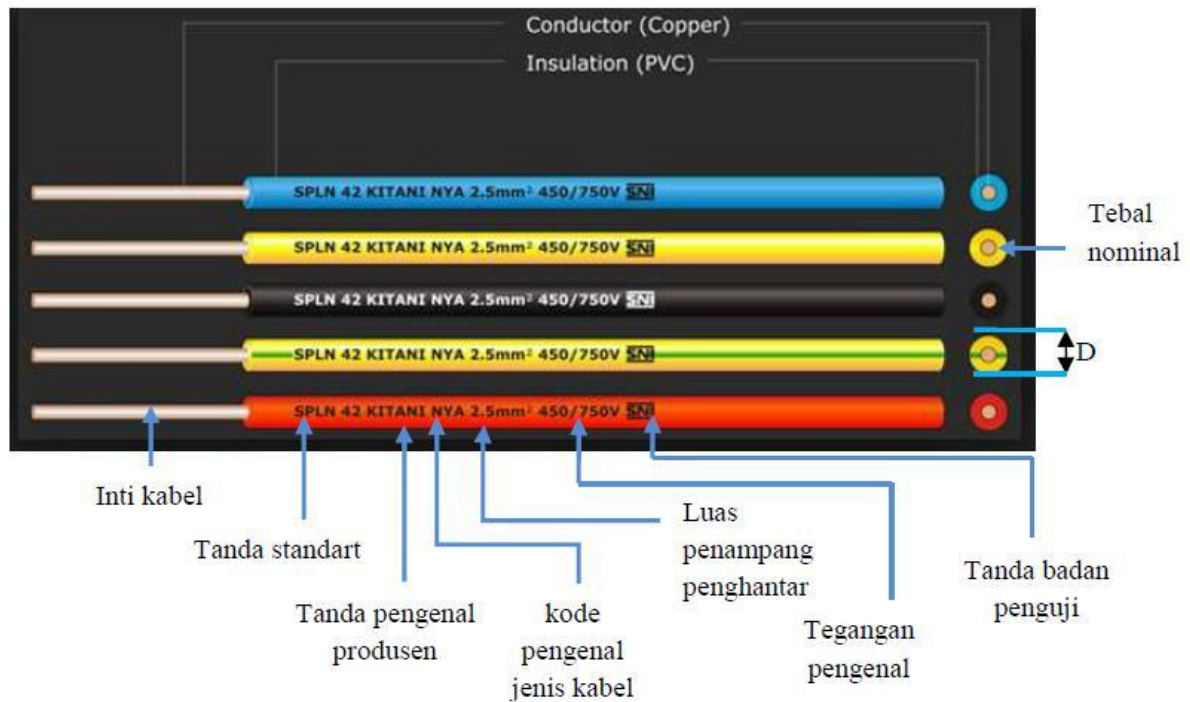 Conductor (Copper)
Insulation (PVC)
SPLN 42 KITANI NYA 2.5mm² 450/750V SNI
SPLN 42 KITANI NYA 2.5mm² 450/750V SNI
SPLN 42 KITANI NYA 2.5mm² 450/750V SNI
SPLN 42 KITANI NYA 2.5mm² 450/750V SNI
SPLN 42 KITANI NYA 2.5mm² 450/750V SNI
Tebal
nominal
D
Inti kabel
Tanda standart
Tanda pengenal
produsen
kode
pengenal
jenis kabel
Luas
penampang
penghantar
Tegangan
pengenal
Tanda badan
penguji